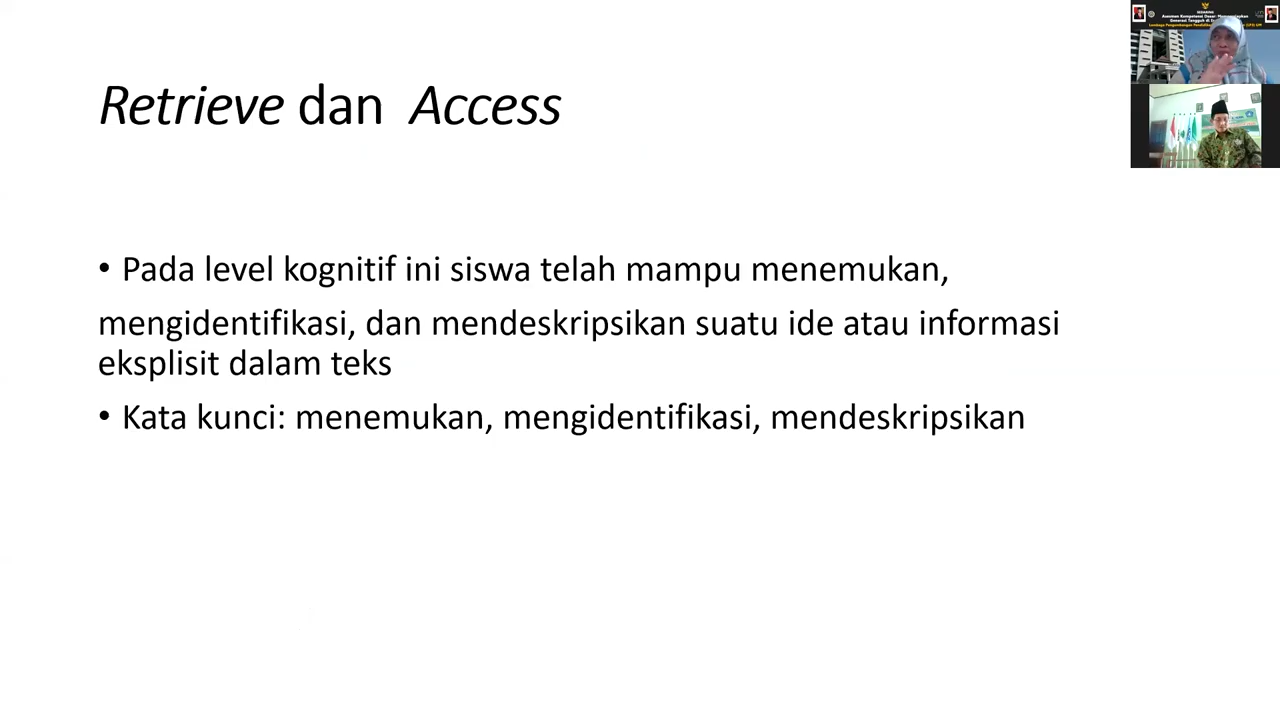 Retrieve dan Access
• Pada level kognitif ini siswa telah mampu menemukan,
mengidentifikasi, dan mendeskripsikan suatu ide atau informasi
eksplisit dalam teks
• Kata kunci: menemukan, mengidentifikasi, mendeskripsikan